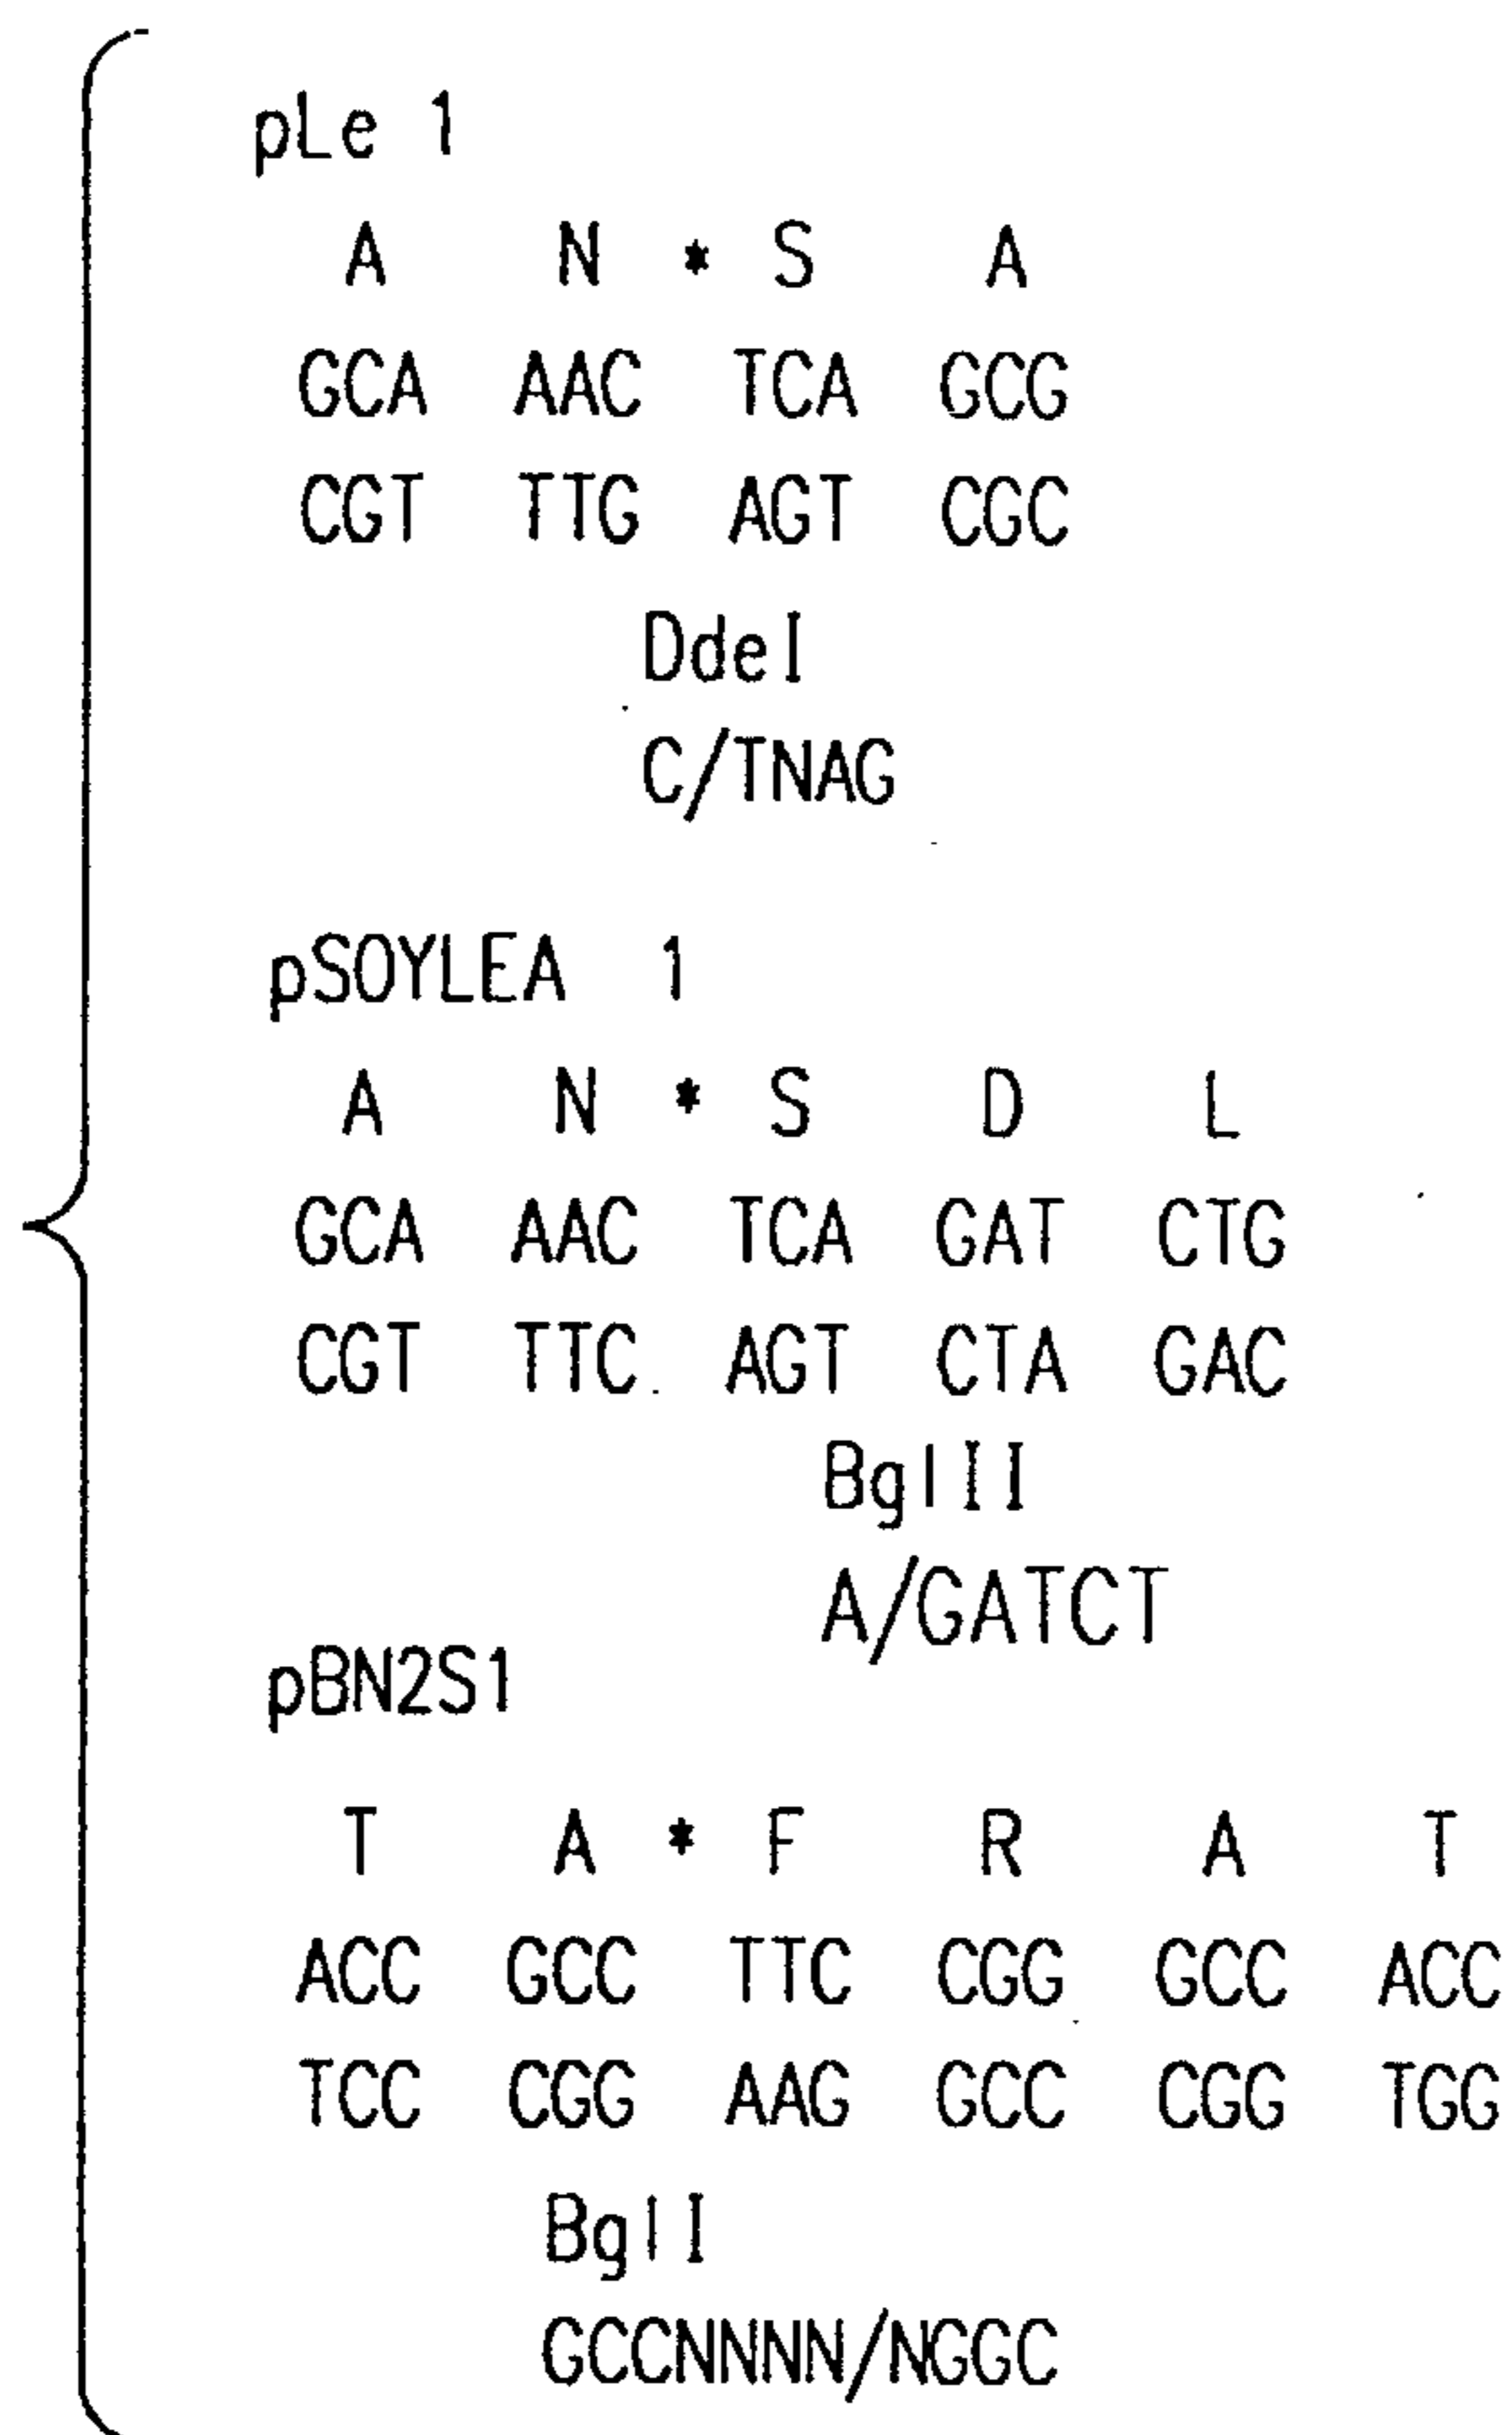 pLe 1
A N * S A
GCA AAC TCA GCG
CGT TTG AGT CGC
DdeI
C/TNAG
pSOYLEA 1
A N * S D L
GCA AAC TCA GAT CTG
CGT TTC AGT CTA GAC
BglII
A/GATCT
pBN2S1
T A * F R A T
ACC GCC TTC CGG GCC ACC
TCC CGG AAG GCC CGG TGG
BglI
GCCNNNN/NGGC